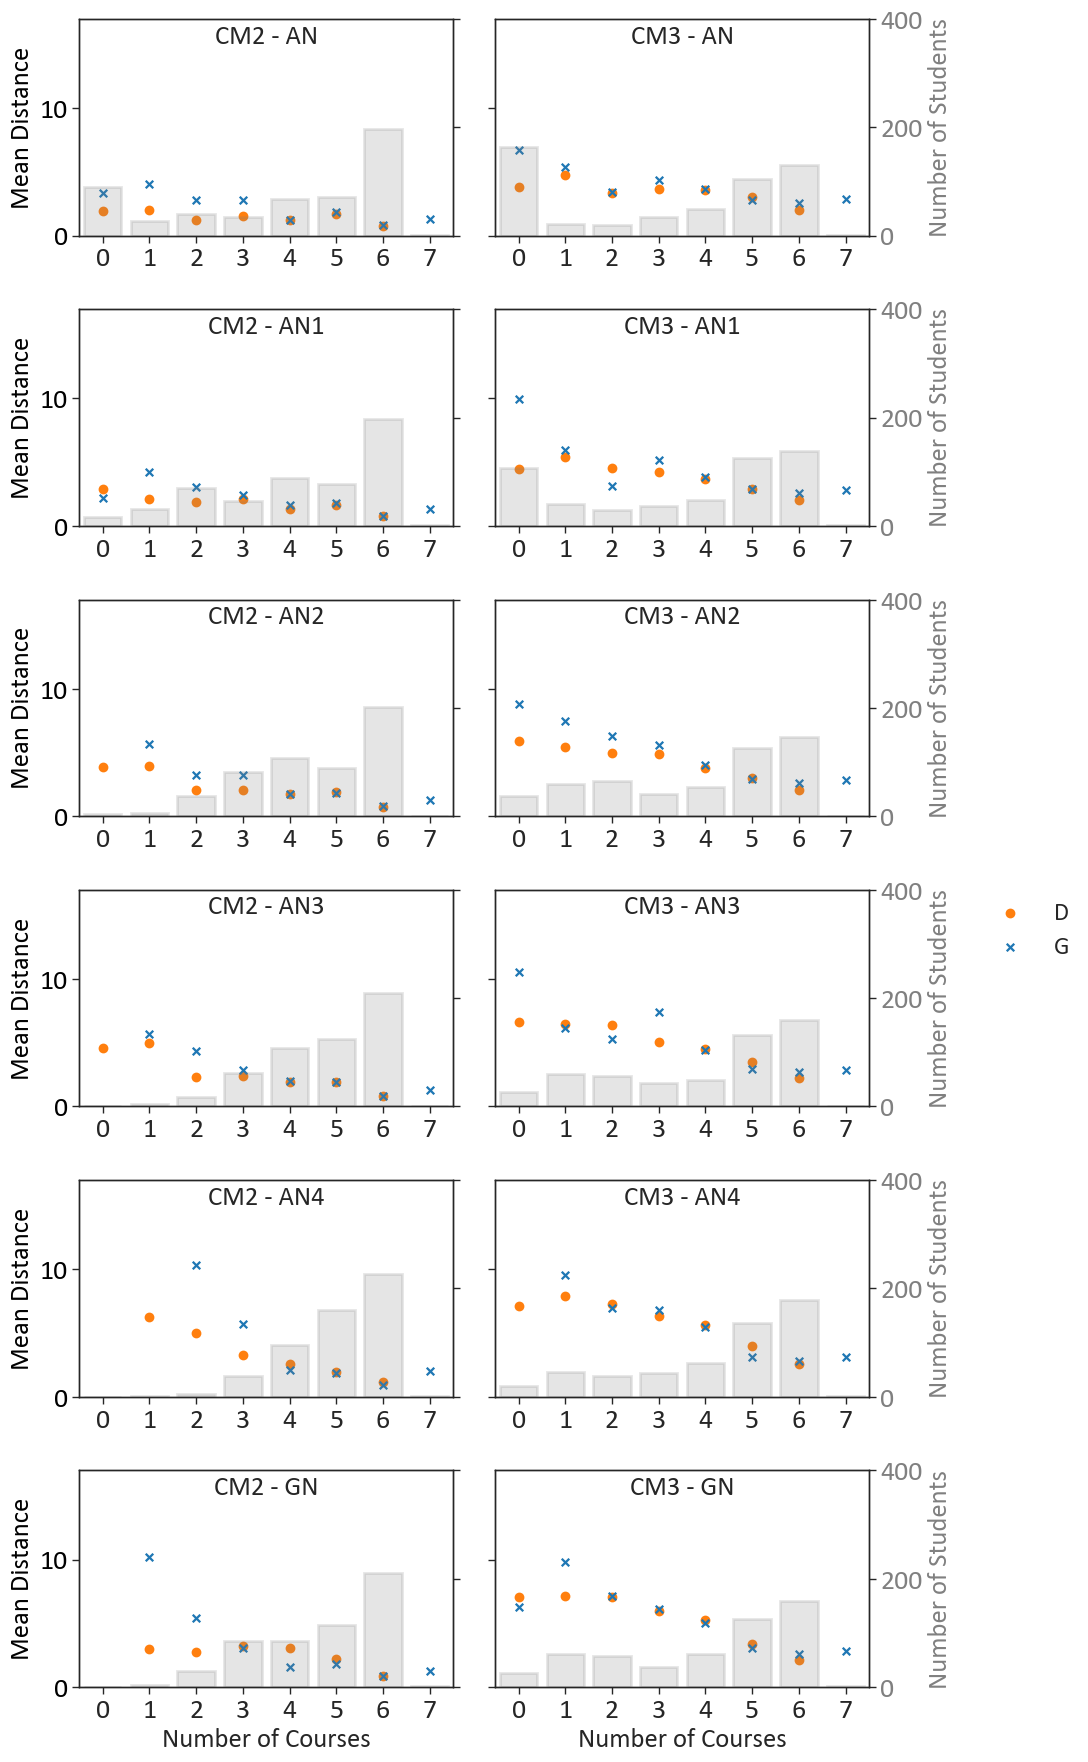 CM2 - AN
CM3 - AN
Mean Distance
10
0
400
200
0
Number of Students
0 1 2 3 4 5 6 7
0 1 2 3 4 5 6 7
CM2 - AN1
CM3 - AN1
Mean Distance
10
0
400
200
0
Number of Students
0 1 2 3 4 5 6 7
0 1 2 3 4 5 6 7
CM2 - AN2
CM3 - AN2
Mean Distance
10
0
400
200
0
Number of Students
0 1 2 3 4 5 6 7
0 1 2 3 4 5 6 7
CM2 - AN3
CM3 - AN3
Mean Distance
10
0
400
200
0
Number of Students
D
G
0 1 2 3 4 5 6 7
0 1 2 3 4 5 6 7
CM2 - AN4
CM3 - AN4
Mean Distance
10
0
400
200
0
Number of Students
0 1 2 3 4 5 6 7
0 1 2 3 4 5 6 7
CM2 - GN
CM3 - GN
Mean Distance
10
0
400
200
0
Number of Students
0 1 2 3 4 5 6 7
0 1 2 3 4 5 6 7
Number of Courses
Number of Courses